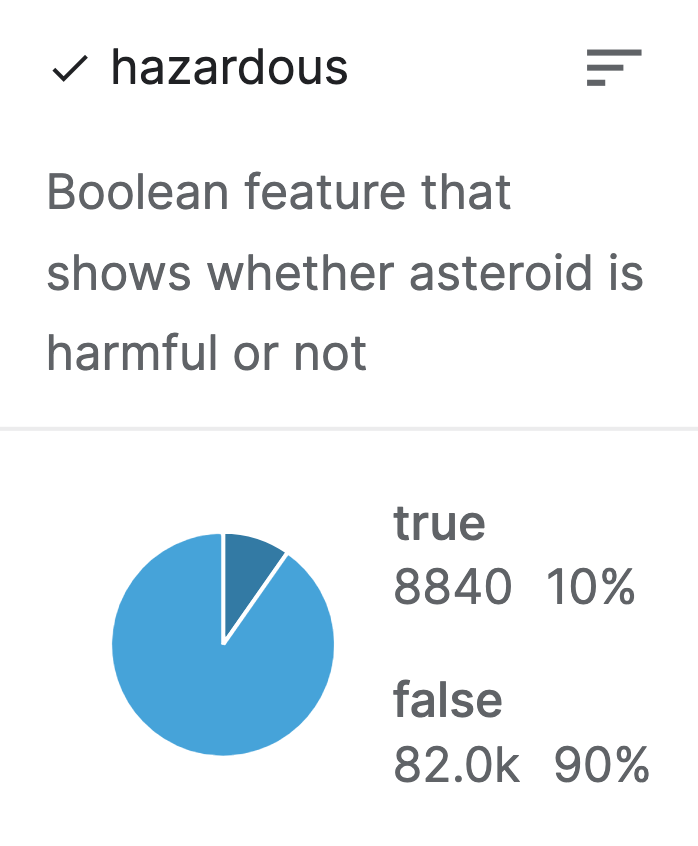 hazardous
Boolean feature that
shows whether asteroid is
harmful or not
true
8840 10%
false
82.0k 90%